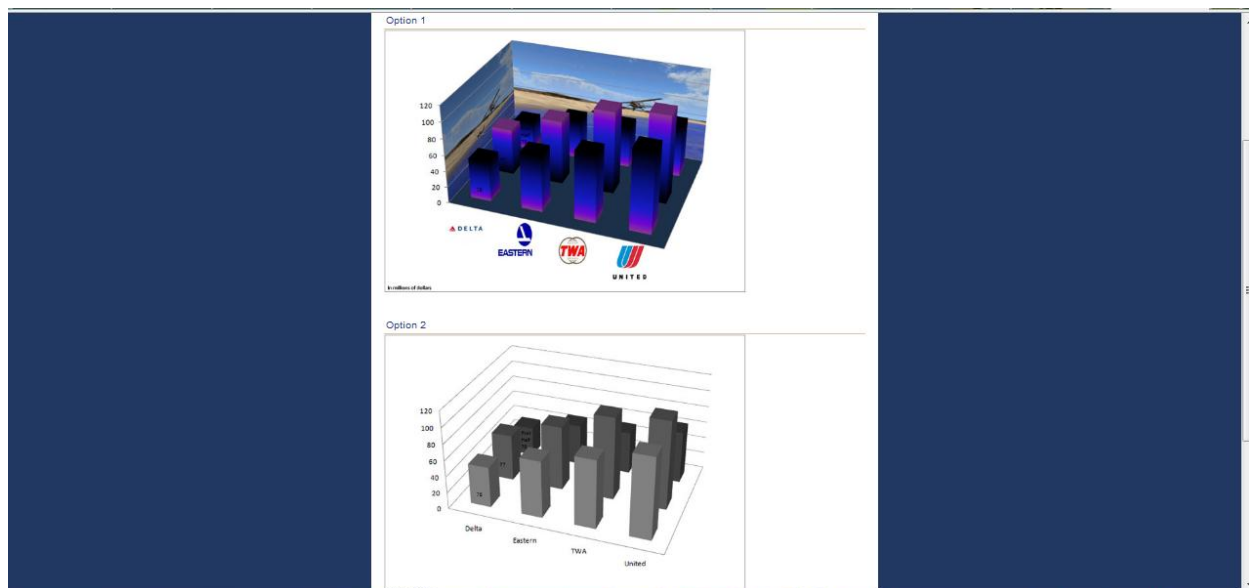 Option 1
120
100
80
60
40
20
0
DELTA
EASTERN
TWA
UNITED
In millions of dollars
Option 2
120
100
80
60
40
20
0
Delta
Eastern
TWA
United